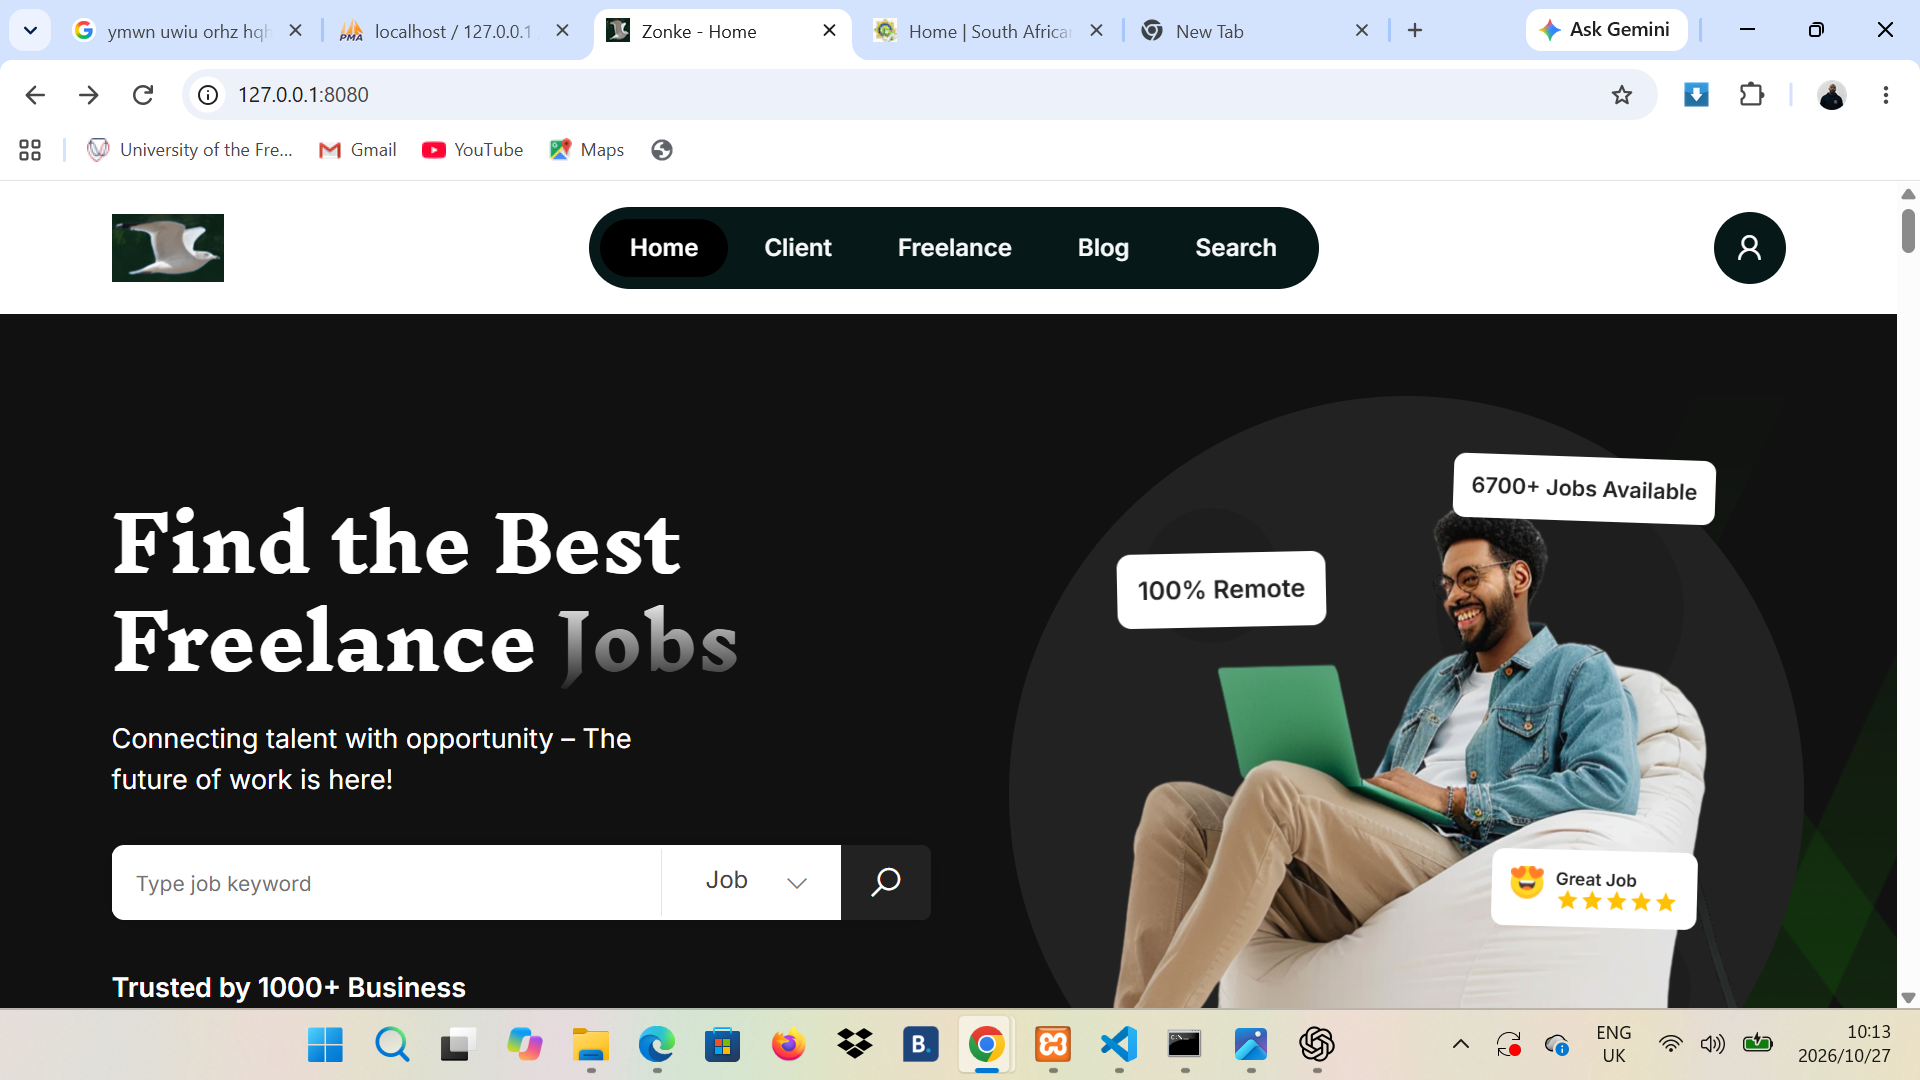 ymwn uwiu orhz hqh
localhost / 127.0.0.1
Zonke - Home
Home | South Africa
New Tab
Ask Gemini
127.0.0.1:8080
University of the Fre...
Gmail
YouTube
Maps
Home
Client
Freelance
Blog
Search
6700+ Jobs Available
100% Remote
Find the Best
Freelance Jobs
Connecting talent with opportunity – The
future of work is here!
Type job keyword
Job
Great Job
Trusted by 1000+ Business
B.
ENG
UK
10:13
2026/10/27